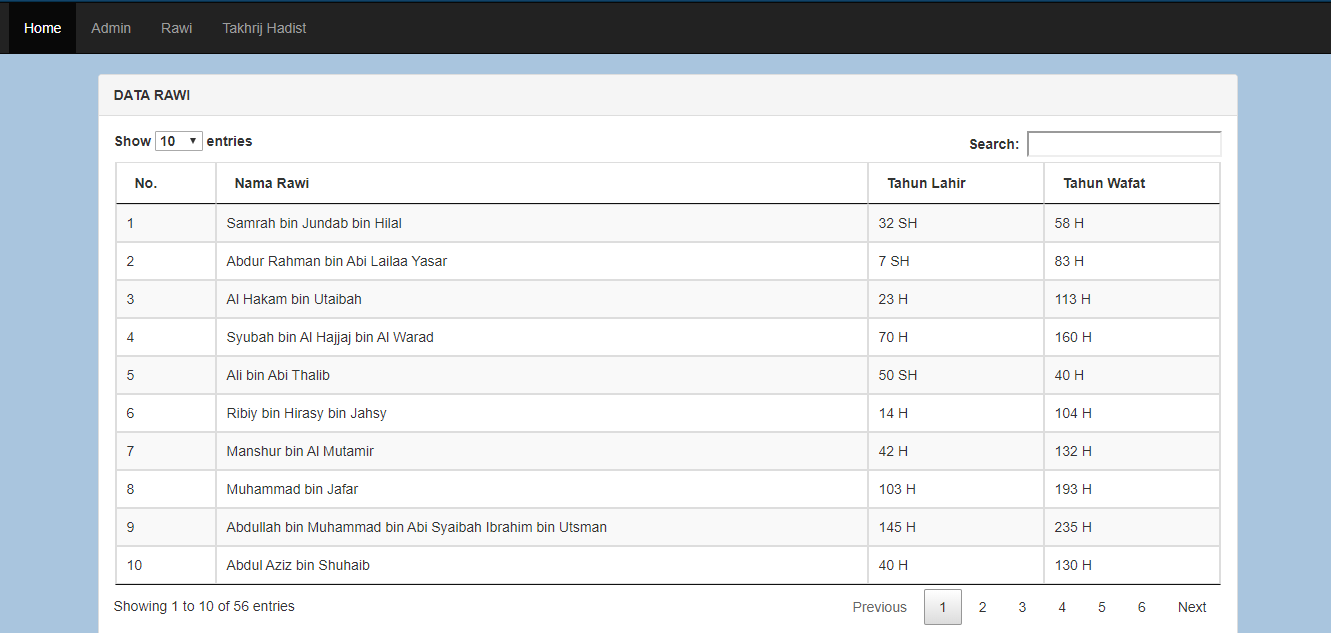 Home Admin Rawi Takhrij Hadist
DATA RAWI
Show 10 entries Search:
No. Nama Rawi Tahun Lahir Tahun Wafat
1 Samrah bin Jundab bin Hilal 32 SH 58 H
2 Abdur Rahman bin Abi Lailaa Yasar 7 SH 83 H
3 Al Hakam bin Utaibah 23 H 113 H
4 Syubah bin Al Hajjaj bin Al Warad 70 H 160 H
5 Ali bin Abi Thalib 50 SH 40 H
6 Ribiy bin Hirasy bin Jahsy 14 H 104 H
7 Manshur bin Al Mutamir 42 H 132 H
8 Muhammad bin Jafar 103 H 193 H
9 Abdullah bin Muhammad bin Abi Syaibah Ibrahim bin Utsman 145 H 235 H
10 Abdul Aziz bin Shuhaib 40 H 130 H
Showing 1 to 10 of 56 entries Previous 1 2 3 4 5 6 Next